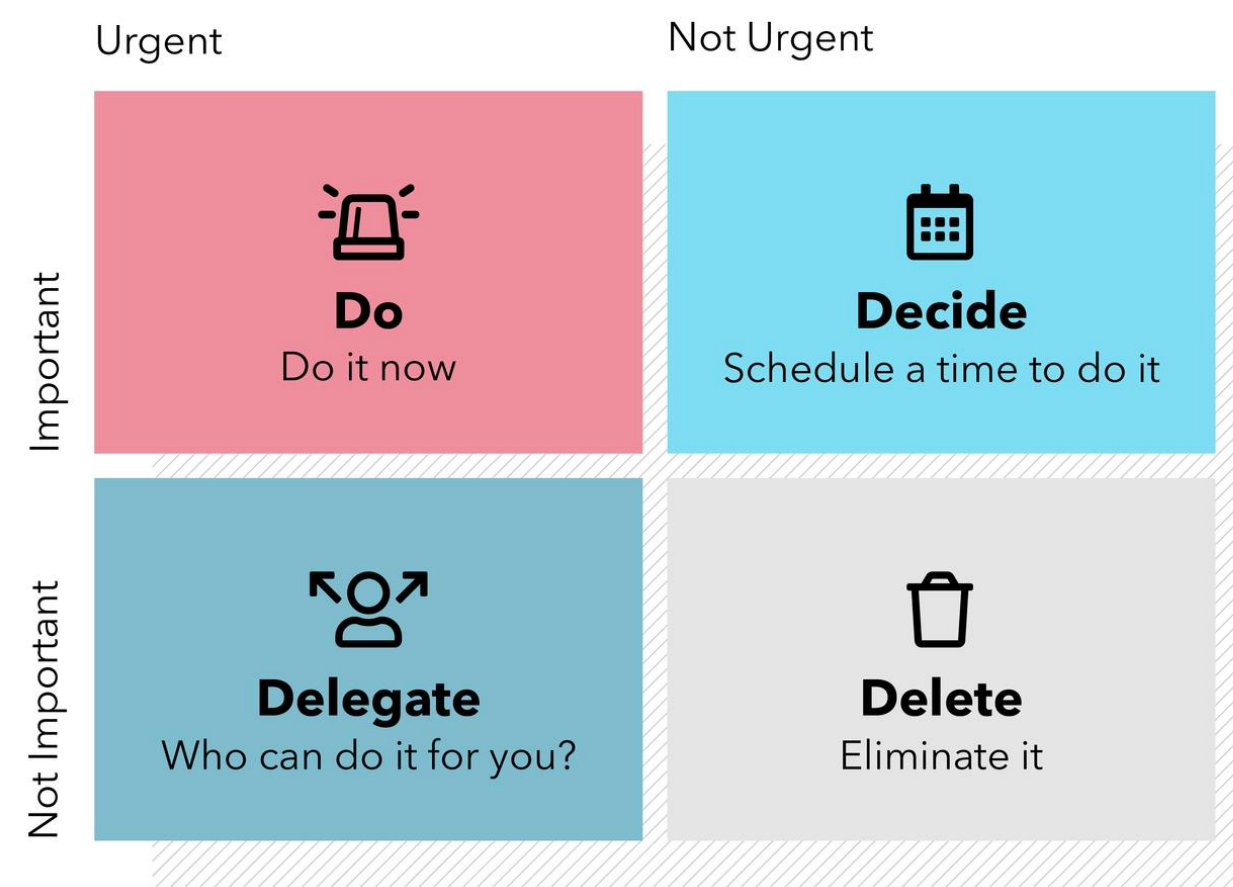 Urgent
Not Urgent
Important
Do
Do it now
Decide
Schedule a time to do it
Not Important
Delegate
Who can do it for you?
Delete
Eliminate it